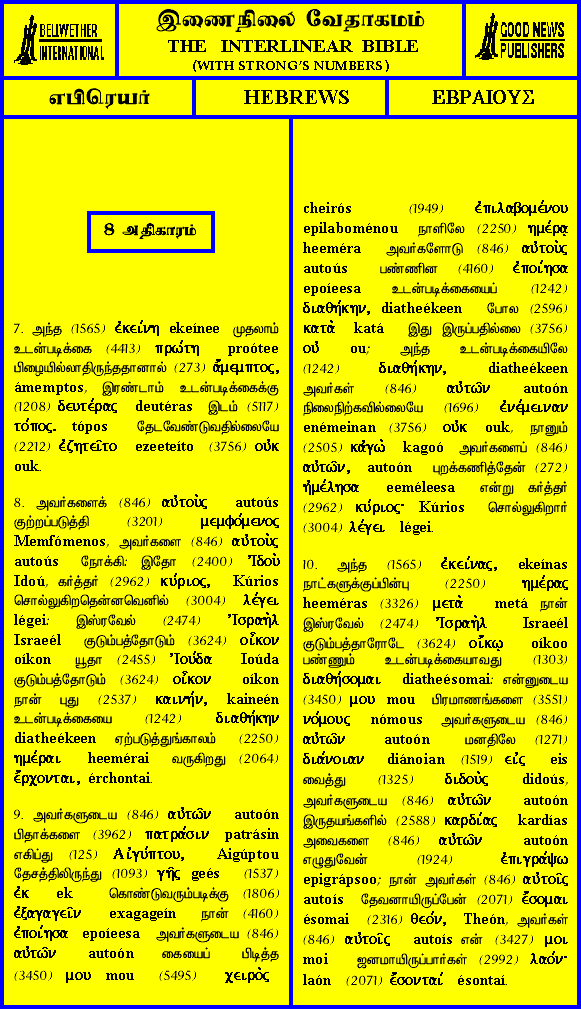 BELLWETHER
INTERNATIONAL
இணைநிலை வேதாகமம்
THE INTERLINEAR BIBLE
(WITH STRONG'S NUMBERS)
GOOD NEWS
PUBLISHERS
எபிரெயர்
HEBREWS
ΕΒΡΑΙΟΥΣ
8 அதிகாரம்
7. அந்த (1565) ἐκείνη ekeínee முதலாம்
உடன்படிக்கை (4413) πρώτη proótee
பிழையில்லாதிருந்ததானால் (273) ἄμεμπτος,
ámemptos, இரண்டாம் உடன்படிக்கைக்கு
(1208) δευτέρας deutéras இடம் (5117)
τόπος. tópos தேடவேண்டுவதில்லையே
(2212) ἐζητεῖτο ezeeteíto (3756) οὐκ
ouk.
8. அவர்களைக் (846) αὐτοὺς autoús
குற்றப்படுத்தி (3201) μεμφόμενος
Memfómenos, அவர்களை (846) αὐτοὺς
autoús நோக்கி: இதோ (2400) Ἰδοὺ
Idoú, கர்த்தர் (2962) κύριος, Kúrios
சொல்லுகிறதென்னவெனில் (3004) λέγει
légei: இஸ்ரவேல் (2474) Ἰσραὴλ
Israeél குடும்பத்தோடும் (3624) οἶκον
oíkon யூதா (2455) Ἰούδα Ioúda
குடும்பத்தோடும் (3624) οἶκον oíkon
நான் புது (2537) καινήν, kaineén
உடன்படிக்கையை (1242) διαθήκην
diatheékeen ஏற்படுத்துங்காலம் (2250)
ημέραι heemérai வருகிறது (2064)
ἔρχονται, érchontai.
9. அவர்களுடைய (846) αὐτῶν autoón
பிதாக்களை (3962) πατράσιν patrásin
எகிப்து (125) Αἰγύπτου, Aigúptou
தேசத்திலிருந்து (1093) γῆς geés (1537)
ἐκ ek கொண்டுவரும்படிக்கு (1806)
ἐξαγαγεῖν exagageín நான் (4160)
ἐποίησα epoíeesa அவர்களுடைய (846)
αὐτῶν autoón கையைப் பிடித்த
(3450) μου mou (5495) χειρὸς
cheirós (1949) ἐπιλαβομένου
epilaboménou நாளிலே (2250) ημέρᾳ
heeméra அவர்களோடு (846) αὐτοὺς
autoús பண்ணின (4160) ἐποίησα
epoíeesa உடன்படிக்கையைப் (1242)
διαθήκην, diatheékeen போல (2596)
κατὰ katá இது இருப்பதில்லை (3756)
οὐ ou; அந்த உடன்படிக்கையிலே
(1242) διαθήκην, diatheékeen
அவர்கள் (846) αὐτῶν autoón
நிலைநிற்கவில்லையே (1696) ἐνέμειναν
enémeinan (3756) οὐκ ouk, நானும்
(2505) κἀγὼ kagoó அவர்களைப் (846)
αὐτῶν, autoón புறக்கணித்தேன் (272)
ἠμέλησα eeméleesa என்று கர்த்தர்
(2962) κύριος· Kúrios சொல்லுகிறார்
(3004) λέγει légei.
10. அந்த (1565) ἐκείνας, ekeínas
நாட்களுக்குப்பின்பு (2250) ημέρας
heeméras (3326) μετὰ metá நான்
இஸ்ரவேல் (2474) Ἰσραὴλ Israeél
குடும்பத்தாரோடே (3624) οἴκῳ oíkoo
பண்ணும் உடன்படிக்கையாவது (1303)
διαθήσομαι diatheésomai: என்னுடைய
(3450) μου mou பிரமாணங்களை (3551)
νόμους nómous அவர்களுடைய (846)
αὐτῶν autoón மனதிலே (1271)
διάνοιαν diánoian (1519) εἰς eis
வைத்து (1325) διδοὺς didoús,
அவர்களுடைய (846) αὐτῶν autoón
இருதயங்களில் (2588) καρδίας kardías
அவைகளை (846) αὐτῶν autoón
எழுதுவேன் (1924) ἐπιγράψω
epigrápsoo; நான் அவர்கள் (846) αὐτοῖς
autoís தேவனாயிருப்பேன் (2071) ἔσομαι
ésomai (2316) θεόν, Theón, அவர்கள்
(846) αὐτοῖς autoís என் (3427) μοι
moi ஜனமாயிருப்பார்கள் (2992) λαόν·
laón (2071) ἔσονταί ésontaí.